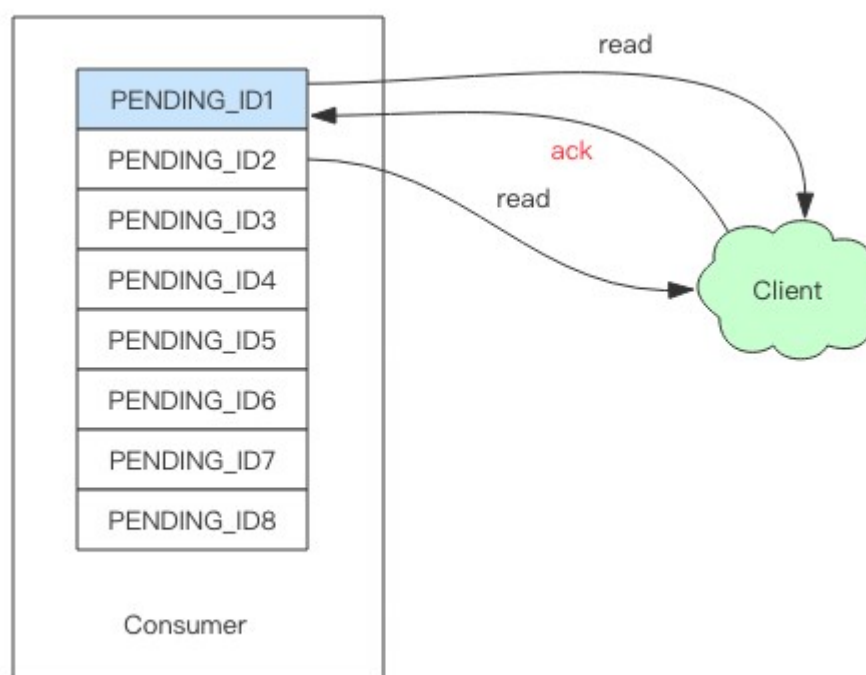 read
PENDING_ID1
ack
PENDING_ID2
read
PENDING_ID3
PENDING_ID4
Client
PENDING_ID5
PENDING_ID6
PENDING_ID7
PENDING_ID8
Consumer